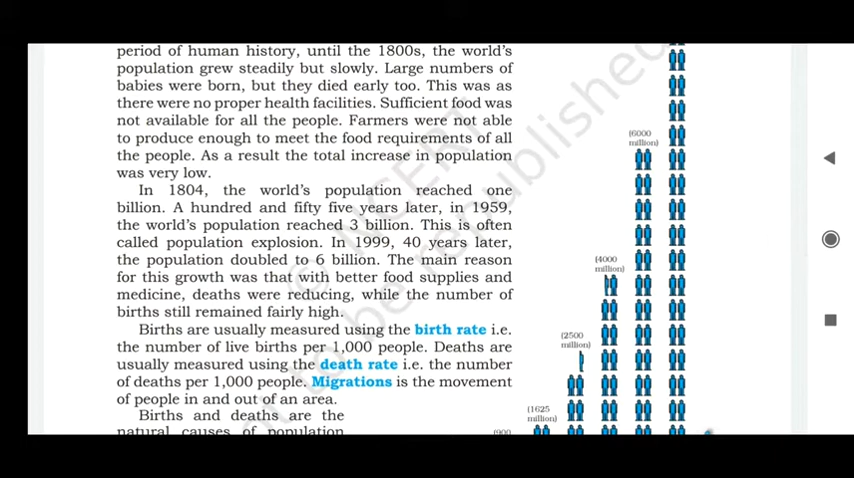 period of human history, until the 1800s, the world's
population grew steadily but slowly. Large numbers of
babies were born, but they died early too. This was as
there were no proper health facilities. Sufficient food was
not available for all the people. Farmers were not able
to produce enough to meet the food requirements of all
the people. As a result the total increase in population
was very low.
In 1804, the world's population reached one
billion. A hundred and fifty five years later, in 1959,
the world's population reached 3 billion. This is often
called population explosion. In 1999, 40 years later,
the population doubled to 6 billion. The main reason
for this growth was that with better food supplies and
medicine, deaths were reducing, while the number of
births still remained fairly high.
Births are usually measured using the birth rate i.e.
the number of live births per 1,000 people. Deaths are
usually measured using the death rate i.e. the number
of deaths per 1,000 people. Migrations is the movement
of people in and out of an area.
Births and deaths are the
natural causes of population
(6000
million)
(4000
million)
(2500
million)
(1625
million)
(900
© NCERT
not to be republished